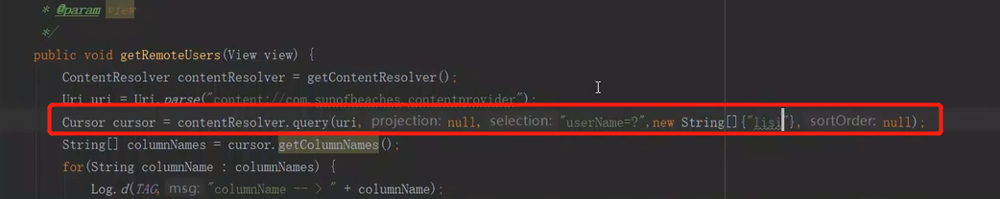 * @param view
*/
public void getRemoteUsers(View view) {
ContentResolver contentResolver = getContentResolver();
Uri uri = Uri.parse("content://com.sunofbeaches.contentprovider");
Cursor cursor = contentResolver.query(uri, projection: null, selection: "userName=?",new String[]{"lisi"}, sortOrder: null);
String[] columnNames = cursor.getColumnNames();
for(String columnName : columnNames) {
Log.d(TAG, msg: "columnName -- > " + columnName);